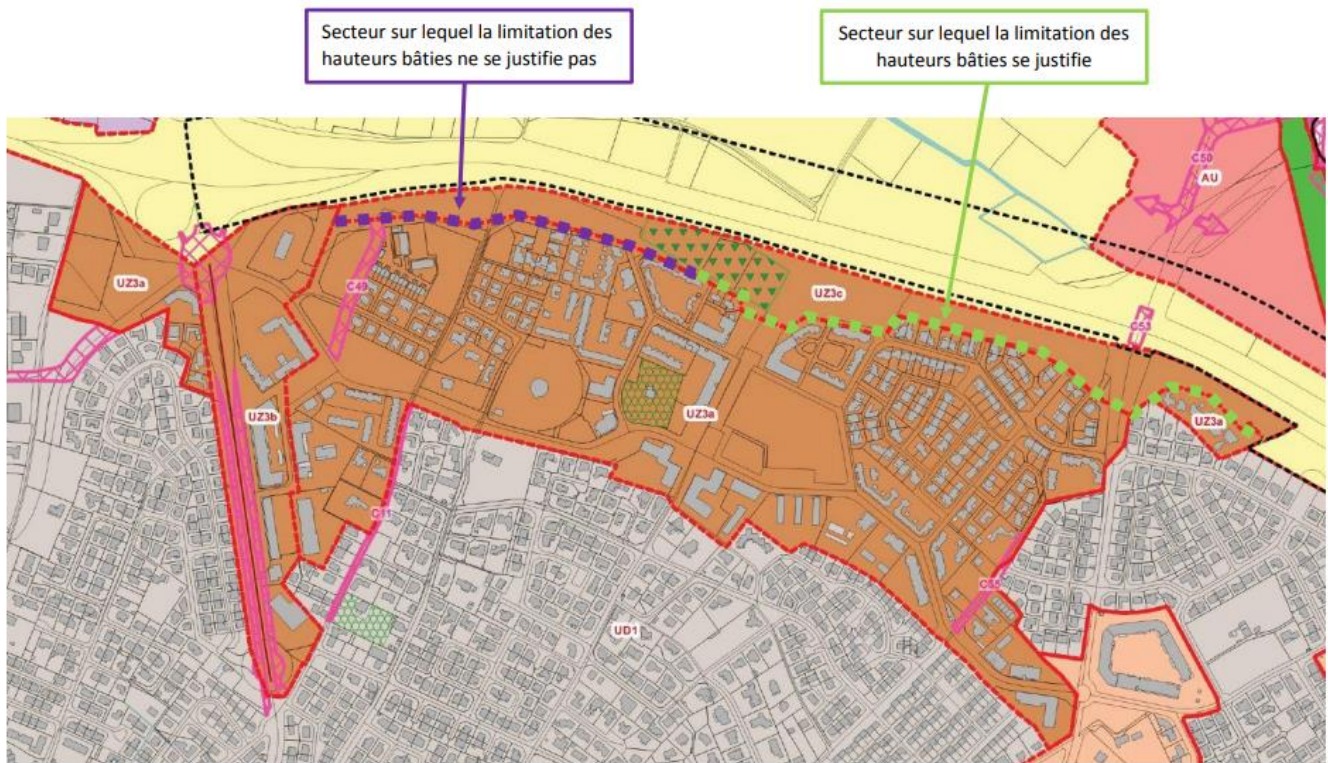 Secteur sur lequel la limitation des
hauteurs bâties ne se justifie pas
Secteur sur lequel la limitation des
hauteurs bâties se justifie
C50
AU
UZ3a
C49
UZ3c
C53
UZ3b
UZ3a
UZ3a
C11
C58
UD1